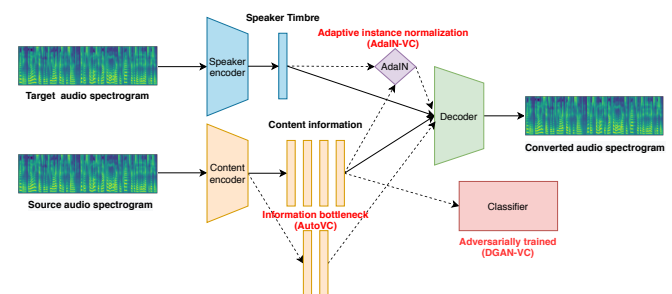 Speaker Timbre
Adaptive instance normalization
(AdaIN-VC)
Speaker
encoder
AdaIN
Target audio spectrogram
Decoder
Content information
Converted audio spectrogram
Content
encoder
Source audio spectrogram
Information bottleneck
(AutoVC)
Classifier
Adversarially trained
(DGAN-VC)